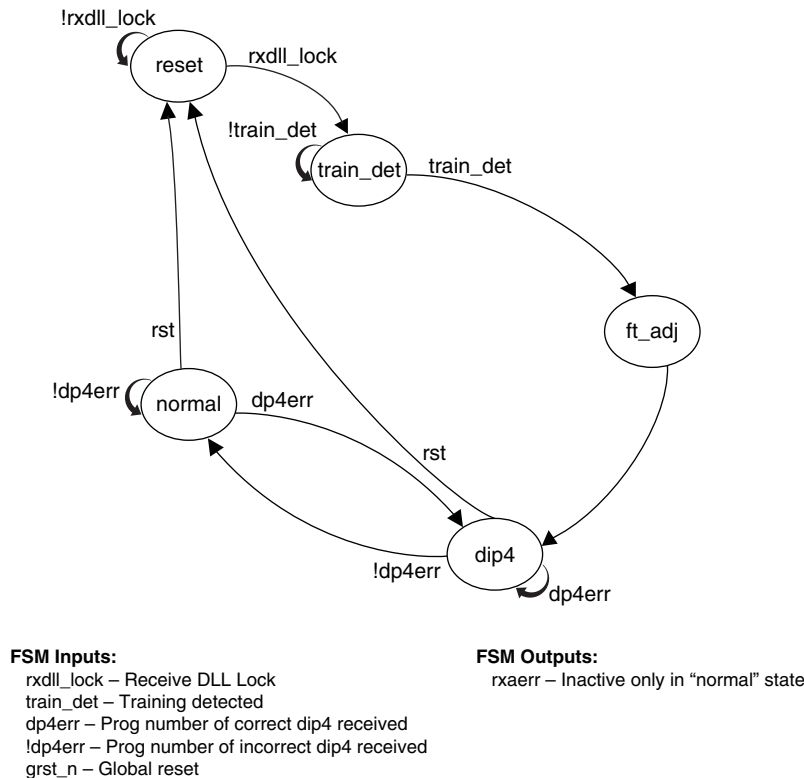 !rxdll_lock
reset
rxdll_lock
!train_det
train_det
train_det
ft_adj
rst
!dp4err
normal
dp4err
rst
dip4
!dp4err
dp4err
FSM Inputs:
rxdll_lock – Receive DLL Lock
train_det – Training detected
dp4err – Prog number of correct dip4 received
!dp4err – Prog number of incorrect dip4 received
grst_n – Global reset
FSM Outputs:
rxaerr – Inactive only in “normal” state